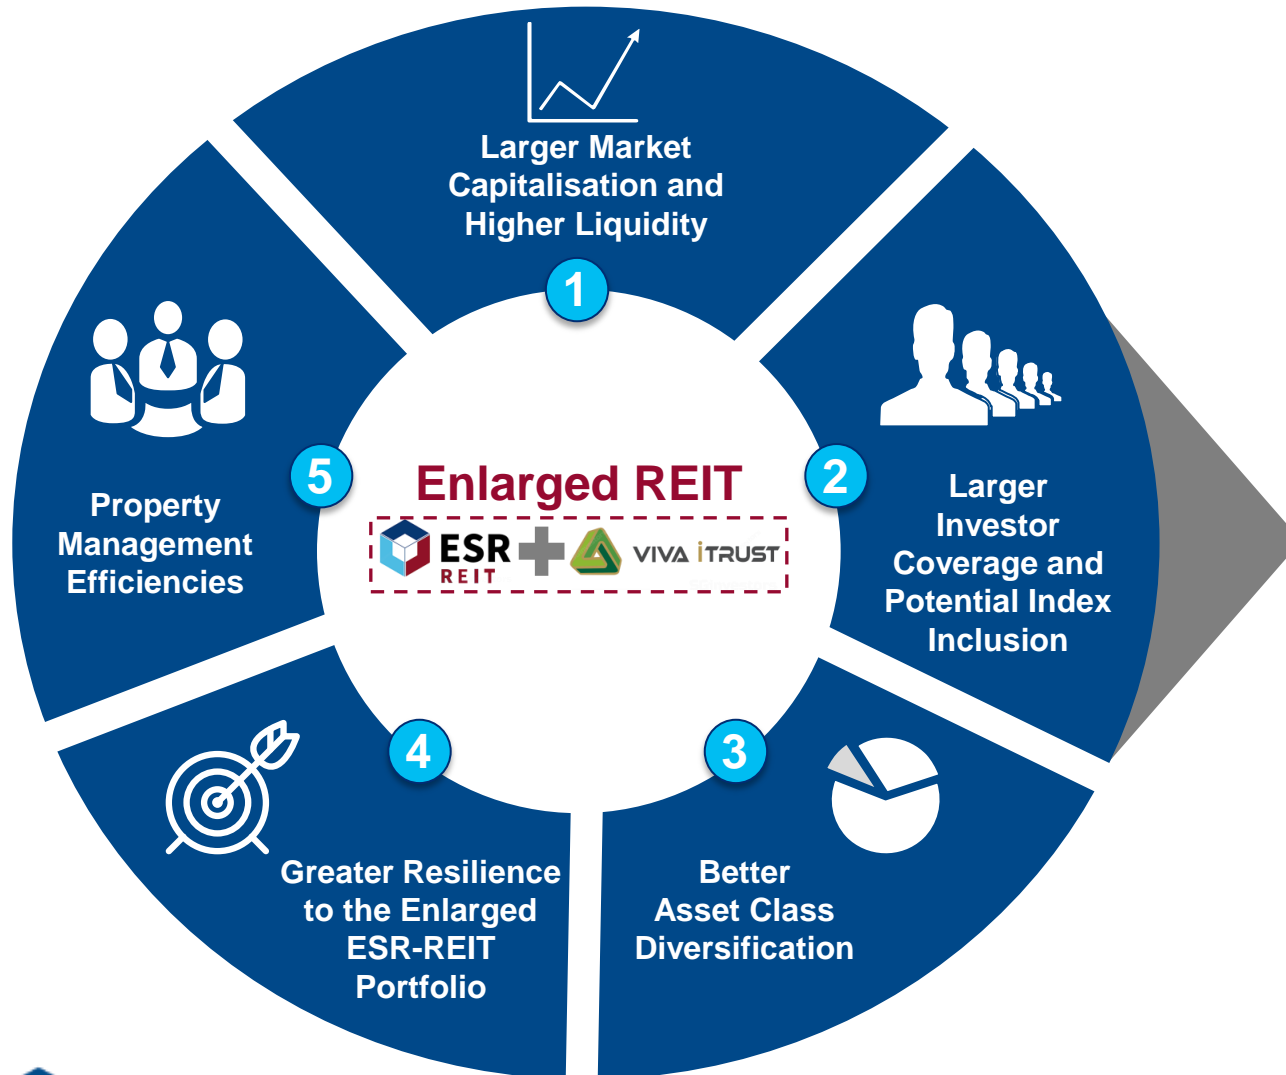 Larger Market
Capitalisation and
Higher Liquidity
1
2
Larger
Investor
Coverage and
Potential Index
Inclusion
3
Better
Asset Class
Diversification
4
Greater Resilience
to the Enlarged
ESR-REIT
Portfolio
5
Property
Management
Efficiencies
Enlarged REIT
ESR
REIT
VIVA iTRUST